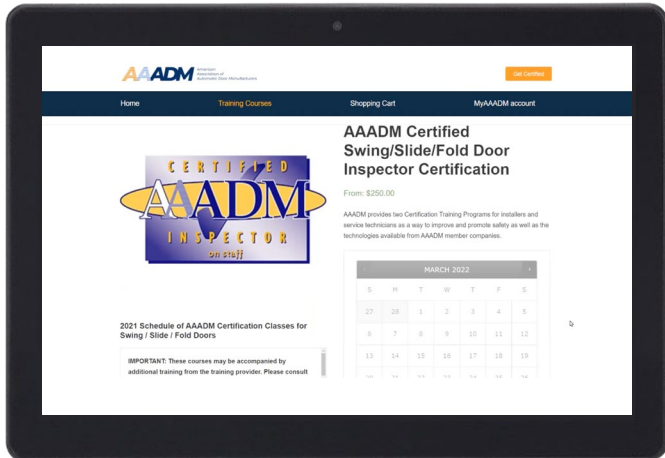 AAADM
American
Association of
Automatic Door Manufacturers
Get Certified
Home Training Courses Shopping Cart MyAAADM account
CERTIFIED
AAADM
INSPECTOR
on staff
2021 Schedule of AAADM Certification Classes for
Swing / Slide / Fold Doors
IMPORTANT: These courses may be accompanied by
additional training from the training provider. Please consult
AAADM Certified
Swing/Slide/Fold Door
Inspector Certification
From: $250.00
AAADM provides two Certification Training Programs for installers and
service technicians as a way to improve and promote safety as well as the
technologies available from AAADM member companies.
MARCH 2022
S M T W T F S
27 28 1 2 3 4 5
6 7 8 9 10 11 12
13 14 15 16 17 18 19